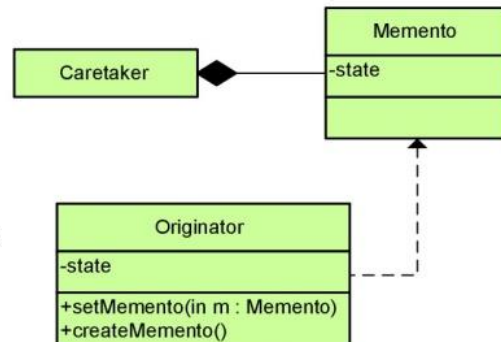 Memento
-state
Caretaker
Originator
-state
+setMemento(in m : Memento)
+createMemento()